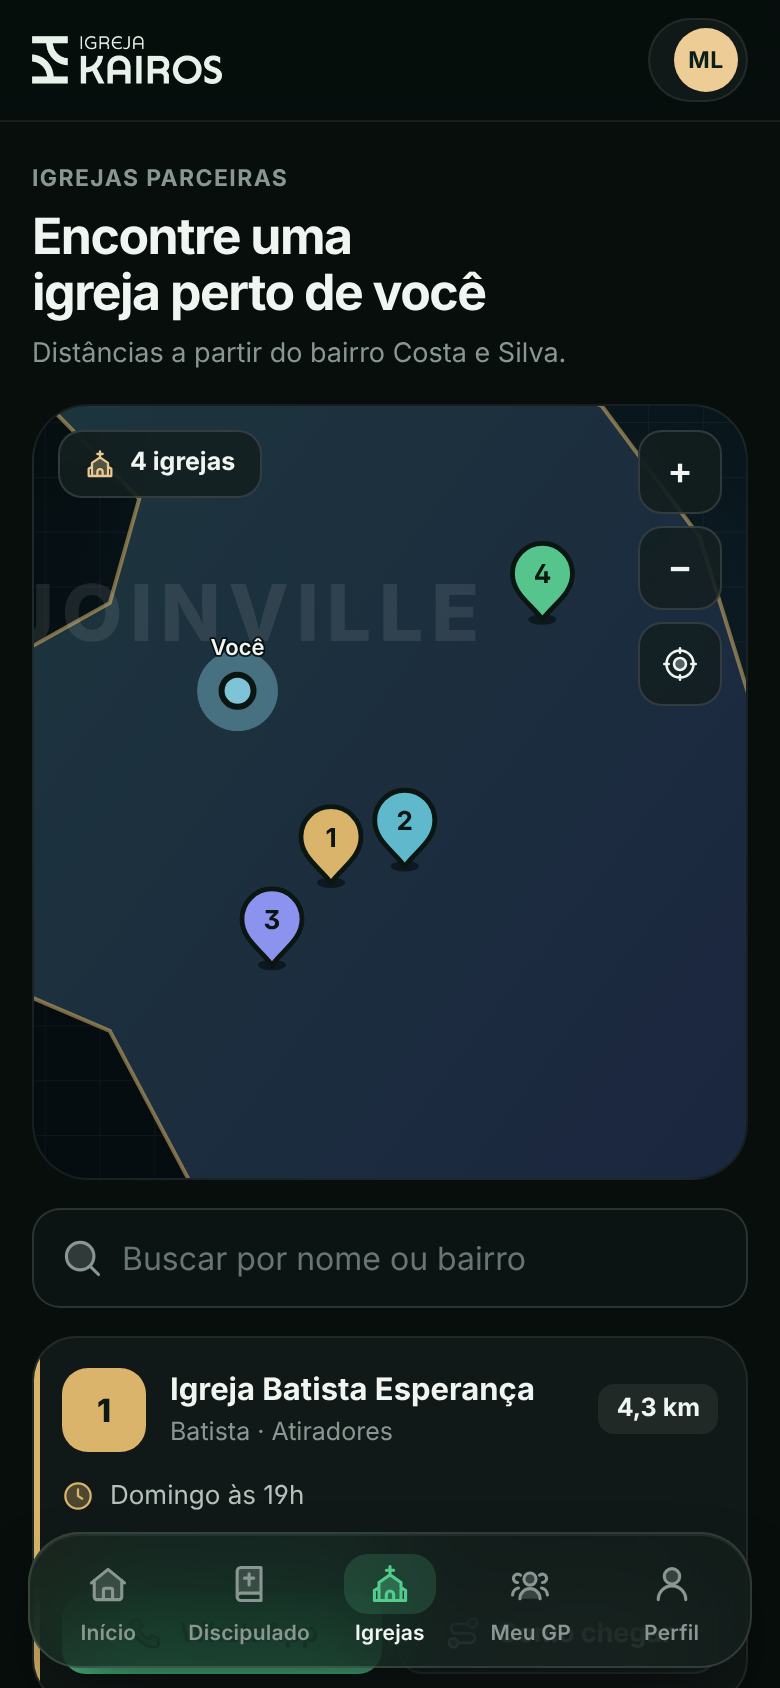 IGREJA
KAIROS
ML
IGREJAS PARCEIRAS
Encontre uma
igreja perto de você
Distâncias a partir do bairro Costa e Silva.
4 igrejas
+
4
−
JOINVILLE
Você
2
1
3
Buscar por nome ou bairro
1
Igreja Batista Esperança
4,3 km
Batista · Atiradores
Domingo às 19h
Início
Discipulado
Igrejas
Meu GP
Perfil